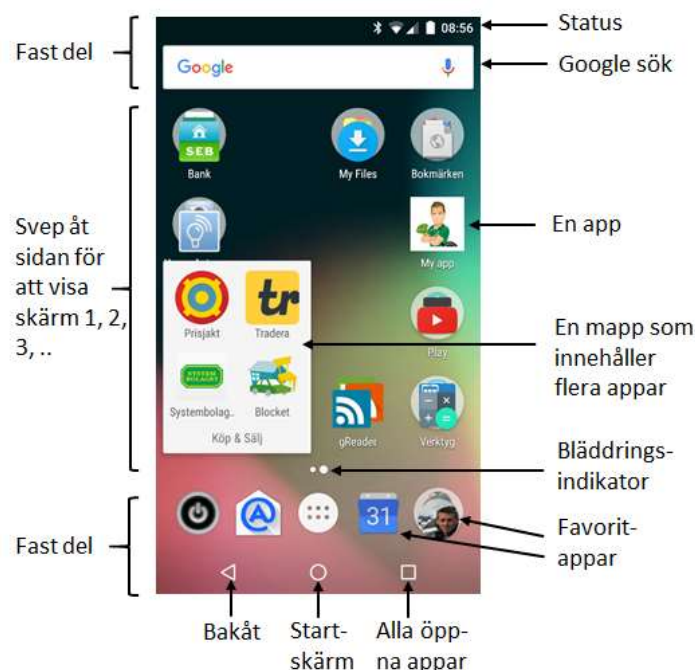 Fast del
Svep åt
sidan för
att visa
skärm 1, 2,
3, ..
Fast del
08:56
Google
SEB
Bank
My Files
Bokmärken
My app
tr
Prisjakt
Tradera
Play
SYSTEM
BOLAGET
Systembolag..
Blocket
Köp & Sälj
gReader
Verktyg
31
Status
Google sök
En app
En mapp som
innehåller
flera appar
Bläddrings-
indikator
Favorit-
appar
Bakåt
Start-
skärm
Alla öpp-
na appar